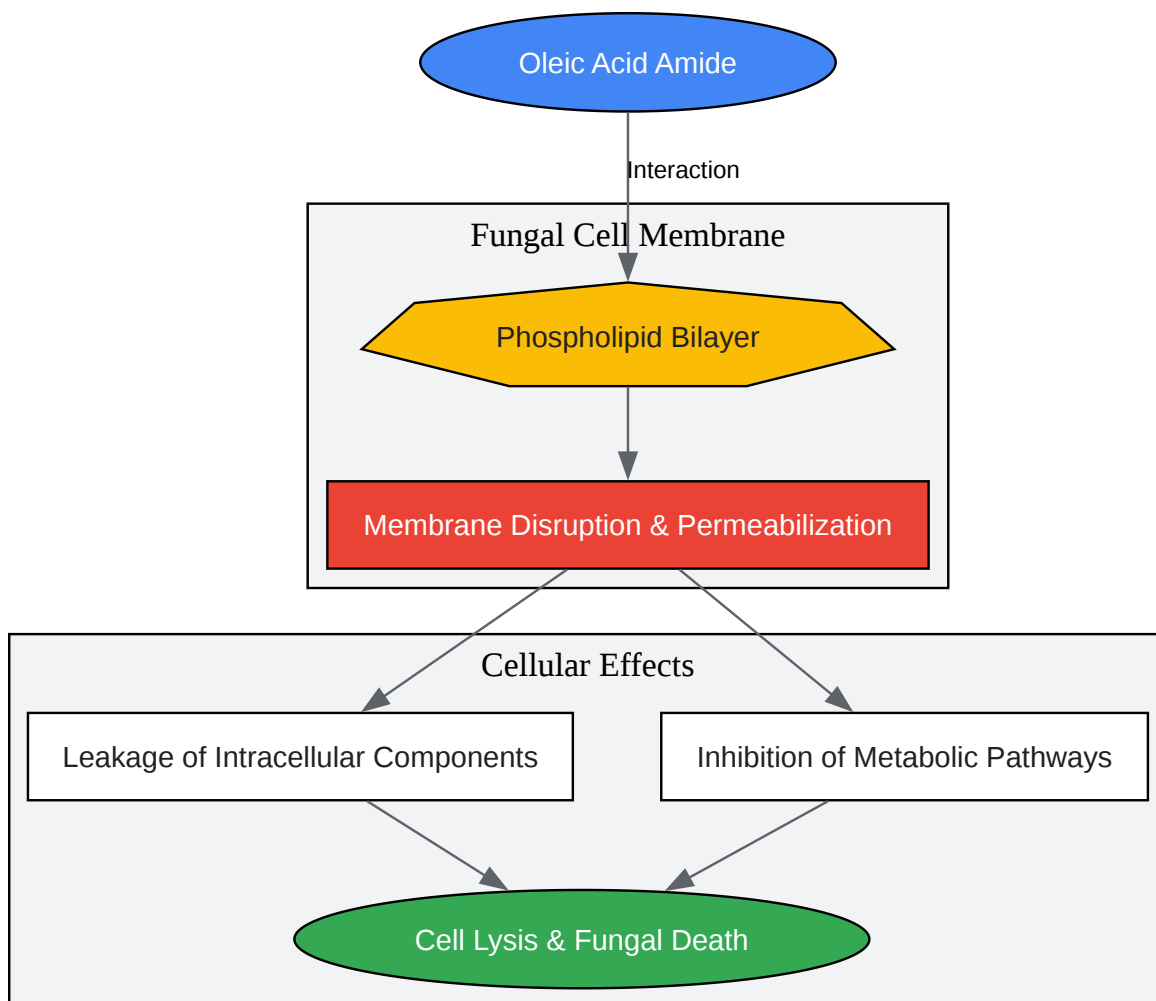 Oleic Acid Amide
Interaction
Fungal Cell Membrane
Phospholipid Bilayer
Membrane Disruption & Permeabilization
Cellular Effects
Leakage of Intracellular Components
Inhibition of Metabolic Pathways
Cell Lysis & Fungal Death